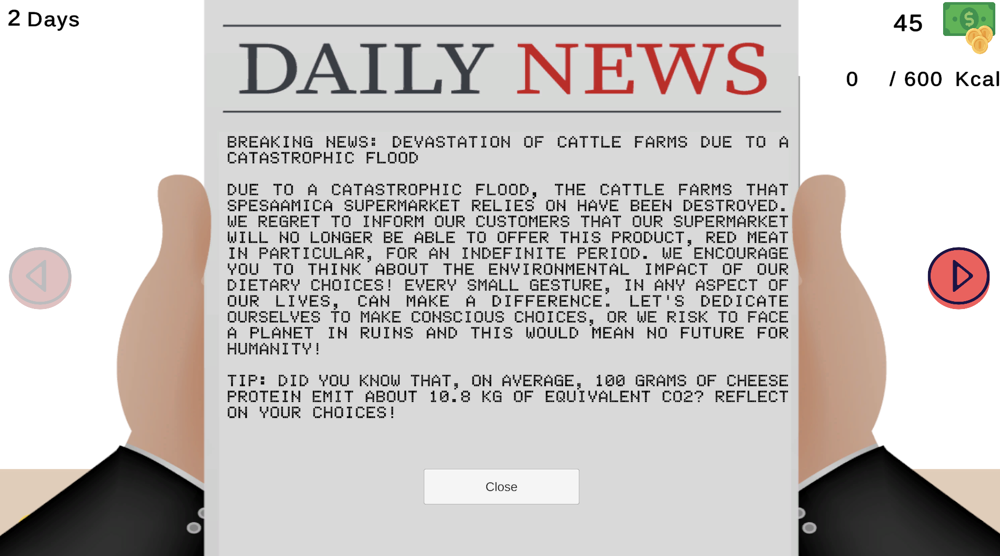 2 Days
45
0 / 600 Kcal
DAILY NEWS
BREAKING NEWS: DEVASTATION OF CATTLE FARMS DUE TO A
CATASTROPHIC FLOOD
DUE TO A CATASTROPHIC FLOOD, THE CATTLE FARMS THAT
SPESAAMICA SUPERMARKET RELIES ON HAVE BEEN DESTROYED.
WE REGRET TO INFORM OUR CUSTOMERS THAT OUR SUPERMARKET
WILL NO LONGER BE ABLE TO OFFER THIS PRODUCT, RED MEAT
IN PARTICULAR, FOR AN INDEFINITE PERIOD. WE ENCOURAGE
YOU TO THINK ABOUT THE ENVIRONMENTAL IMPACT OF OUR
DIETARY CHOICES! EVERY SMALL GESTURE, IN ANY ASPECT OF
OUR LIVES, CAN MAKE A DIFFERENCE. LET'S DEDICATE
OURSELVES TO MAKE CONSCIOUS CHOICES, OR WE RISK TO FACE
A PLANET IN RUINS AND THIS WOULD MEAN NO FUTURE FOR
HUMANITY!
TIP: DID YOU KNOW THAT, ON AVERAGE, 100 GRAMS OF CHEESE
PROTEIN EMIT ABOUT 10.8 KG OF EQUIVALENT CO2? REFLECT
ON YOUR CHOICES!
Close